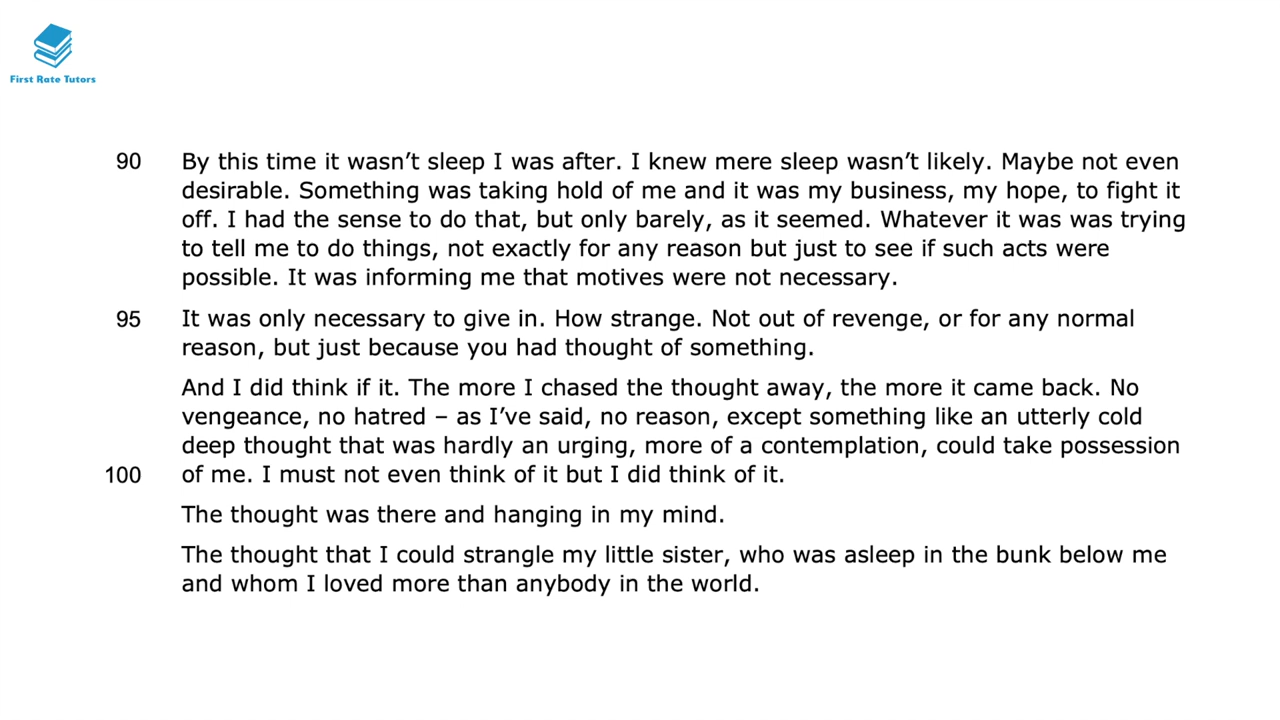 First Rate Tutors
90 By this time it wasn’t sleep I was after. I knew mere sleep wasn’t likely. Maybe not even
desirable. Something was taking hold of me and it was my business, my hope, to fight it
off. I had the sense to do that, but only barely, as it seemed. Whatever it was was trying
to tell me to do things, not exactly for any reason but just to see if such acts were
possible. It was informing me that motives were not necessary.
95 It was only necessary to give in. How strange. Not out of revenge, or for any normal
reason, but just because you had thought of something.
And I did think if it. The more I chased the thought away, the more it came back. No
vengeance, no hatred – as I’ve said, no reason, except something like an utterly cold
deep thought that was hardly an urging, more of a contemplation, could take possession
100 of me. I must not even think of it but I did think of it.
The thought was there and hanging in my mind.
The thought that I could strangle my little sister, who was asleep in the bunk below me
and whom I loved more than anybody in the world.